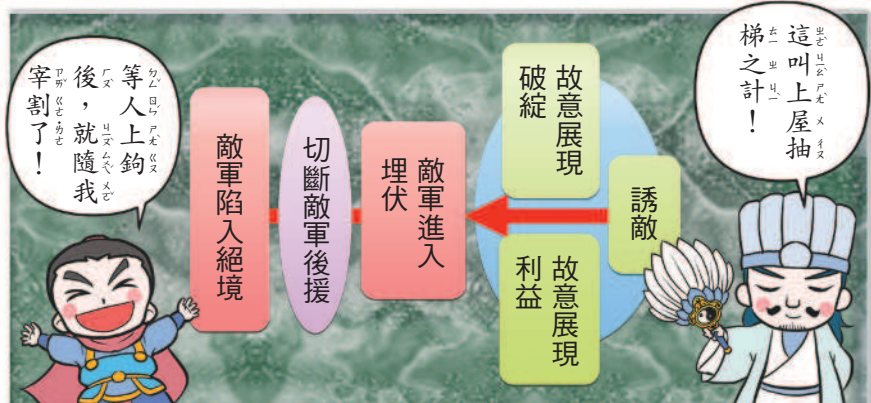 這叫上屋抽
梯之計！
誘敵
故意展現
破綻
故意展現
利益
敵軍進入
埋伏
切斷敵軍後援
敵軍陷入絕境
等人上鉤
後，就隨我
宰割了！